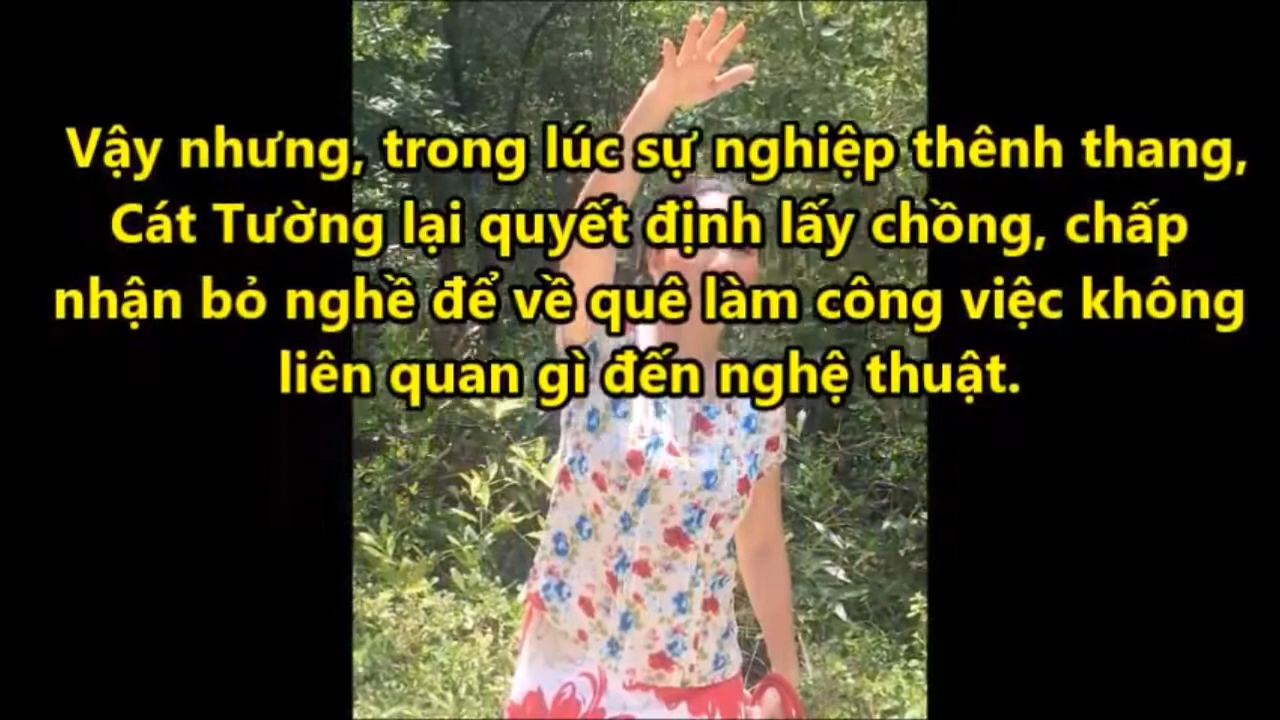 Vậy nhưng, trong lúc sự nghiệp thênh thang,
Cát Tường lại quyết định lấy chồng, chấp
nhận bỏ nghề để về quê làm công việc không
liên quan gì đến nghệ thuật.